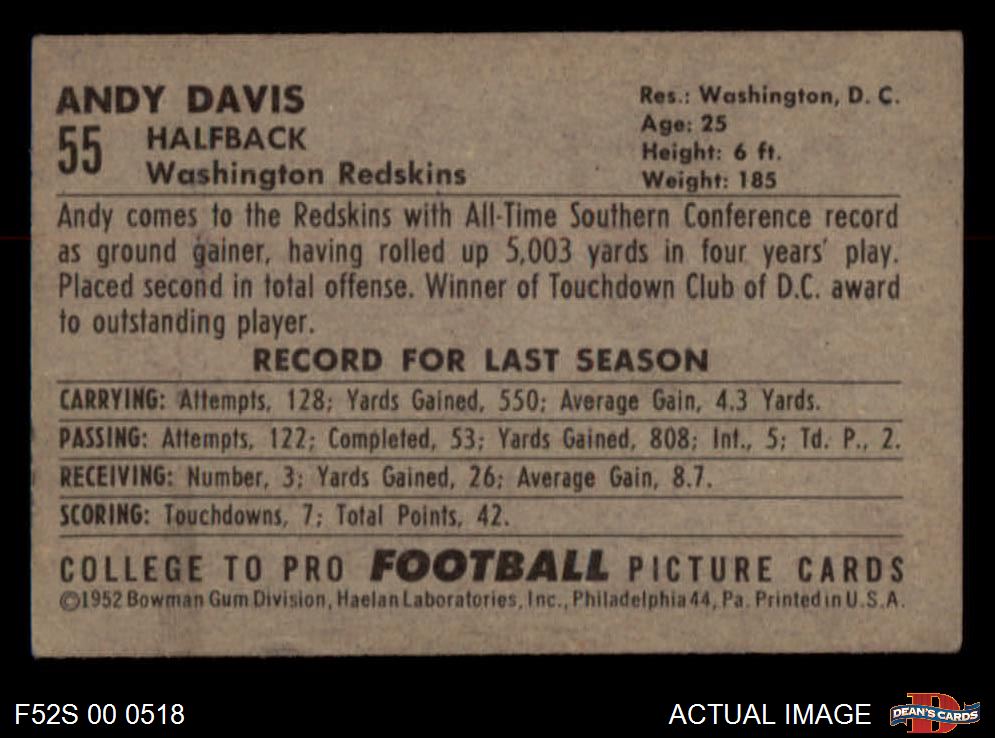 ANDY DAVIS
55 HALFBACK
Washington Redskins
Res.: Washington, D. C.
Age: 25
Height: 6 ft.
Weight: 185
Andy comes to the Redskins with All-Time Southern Conference record
as ground gainer, having rolled up 5,003 yards in four years' play.
Placed second in total offense. Winner of Touchdown Club of D.C. award
to outstanding player.
RECORD FOR LAST SEASON
CARRYING: Attempts, 128; Yards Gained, 550; Average Gain, 4.3 Yards.
PASSING: Attempts, 122; Completed, 53; Yards Gained, 808; Int., 5; Td. P., 2.
RECEIVING: Number, 3; Yards Gained, 26; Average Gain, 8.7.
SCORING: Touchdowns, 7; Total Points, 42.
COLLEGE TO PRO FOOTBALL PICTURE CARDS
©1952 Bowman Gum Division, Haelan Laboratories, Inc., Philadelphia 44, Pa. Printed in U.S.A.
F52S 00 0518
ACTUAL IMAGE
DEAN'S CARDS